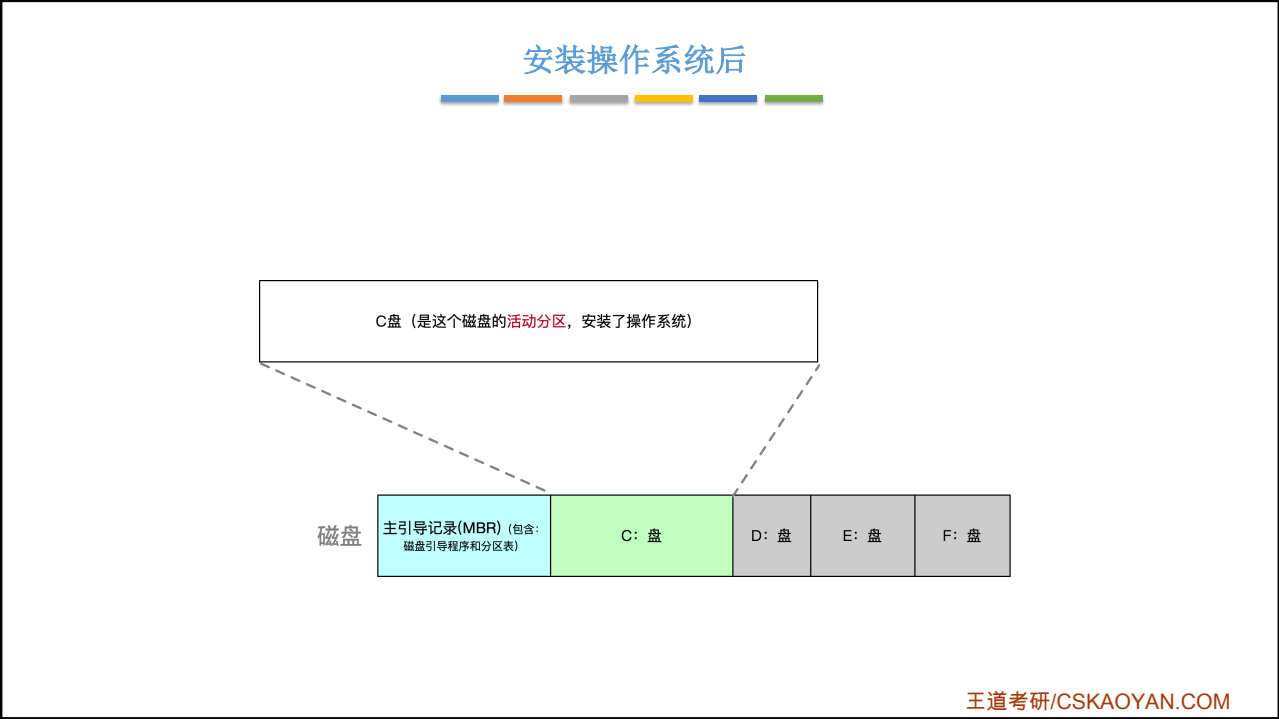 安装操作系统后
C盘（是这个磁盘的活动分区，安装了操作系统）
磁盘
主引导记录(MBR)（包含：
磁盘引导程序和分区表）
C：盘
D：盘
E：盘
F：盘
王道考研/CSKAOYAN.COM